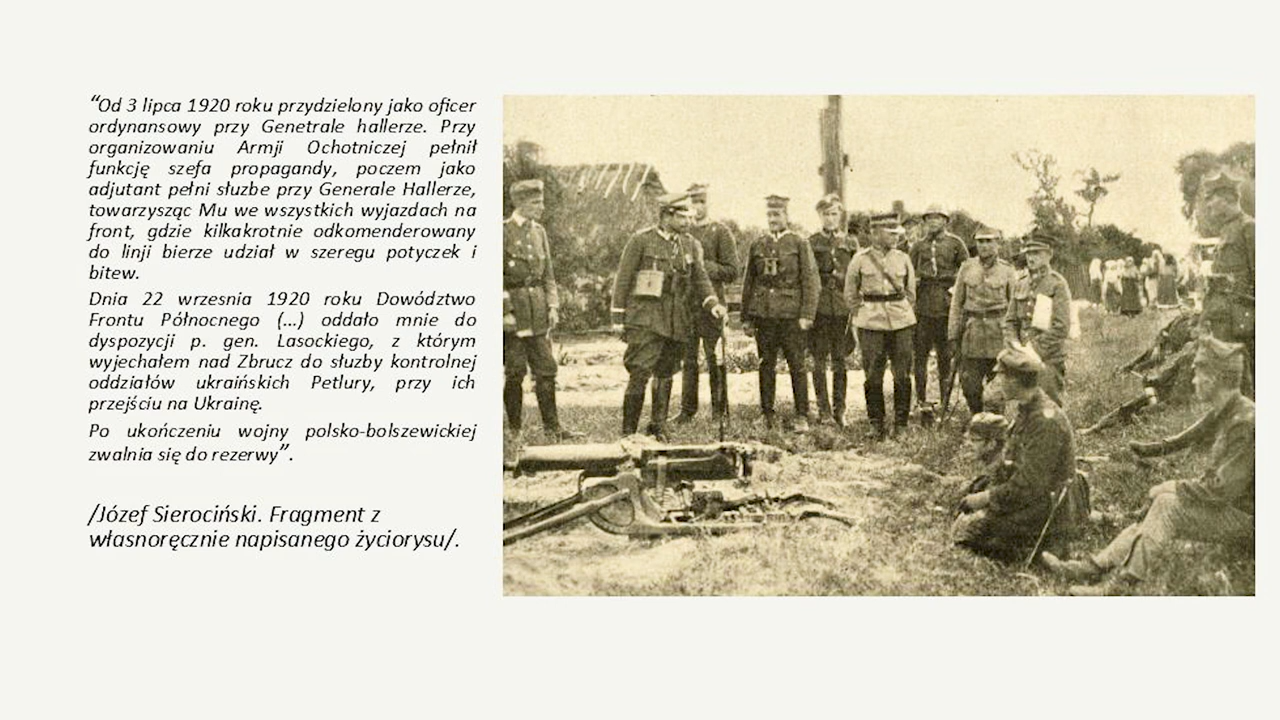 “Od 3 lipca 1920 roku przydzielony jako oficer
ordynansowy przy Genetrale hallerze. Przy
organizowaniu Armji Ochotniczej pełnił
funkcję szefa propagandy, poczem jako
adjutant pełni słuzbe przy Generale Hallerze,
towarzysząc Mu we wszystkich wyjazdach na
front, gdzie kilkakrotnie odkomenderowany
do linji bierze udział w szeregu potyczek i
bitew.
Dnia 22 wrzesnia 1920 roku Dowództwo
Frontu Północnego (...) oddało mnie do
dyspozycji p. gen. Lasockiego, z którym
wyjechałem nad Zbrucz do słuzby kontrolnej
oddziałów ukraińskich Petlury, przy ich
przejściu na Ukrainę.
Po ukończeniu wojny polsko-bolszewickiej
zwalnia się do rezerwy”.
/Józef Sierociński. Fragment z
własnoręcznie napisanego życiorysu/.